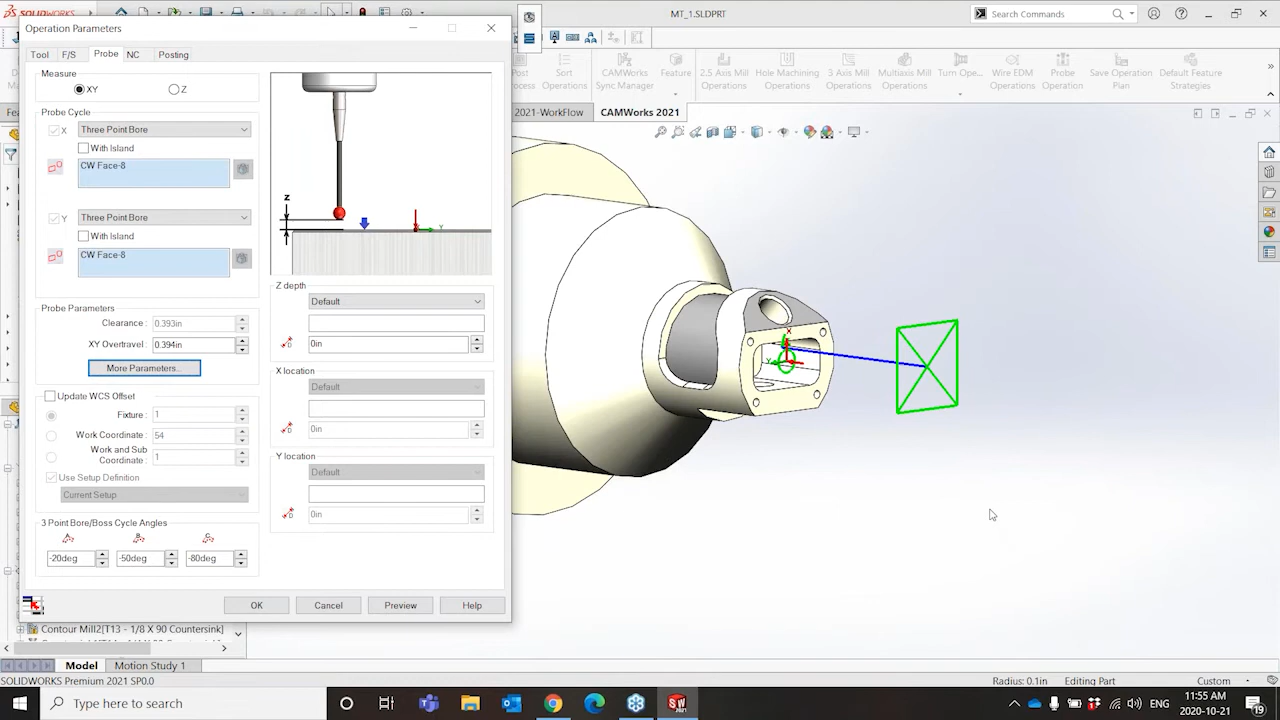 SOLIDWORKS
MT_1.SLDPRT
Search Commands
Operation Parameters
Tool
F/S
Probe
NC
Posting
Measure
XY
Z
Probe Cycle
X
Three Point Bore
With Island
CW Face-8
Y
Three Point Bore
With Island
CW Face-8
Probe Parameters
Clearance :
0.393in
XY Overtravel :
0.394in
More Parameters...
Update WCS Offset
Fixture :
1
Work Coordinate :
54
Work and Sub
Coordinate :
1
Use Setup Definition
Current Setup
3 Point Bore/Boss Cycle Angles
A
B
C
-20deg
-50deg
-80deg
Z
Y
Z depth
Default
0in
X location
Default
0in
Y location
Default
0in
OK
Cancel
Preview
Help
Post
Process
Sort
Operations
CAMWorks
Sync Manager
Feature
2.5 Axis Mill
Operations
Hole Machining
Operations
3 Axis Mill
Operations
Multiaxis Mill
Operations
Turn Ope...
Wire EDM
Operations
Probe
Operation
Save Operation
Plan
Default Feature
Strategies
2021-WorkFlow
CAMWorks 2021
X
Y
Contour Mill2[T13 - 1/8 X 90 Countersink]
Model
Motion Study 1
SOLIDWORKS Premium 2021 SP0.0
Radius: 0.1in
Editing Part
Custom
Type here to search
ENG
11:55 AM
2020-10-21
19